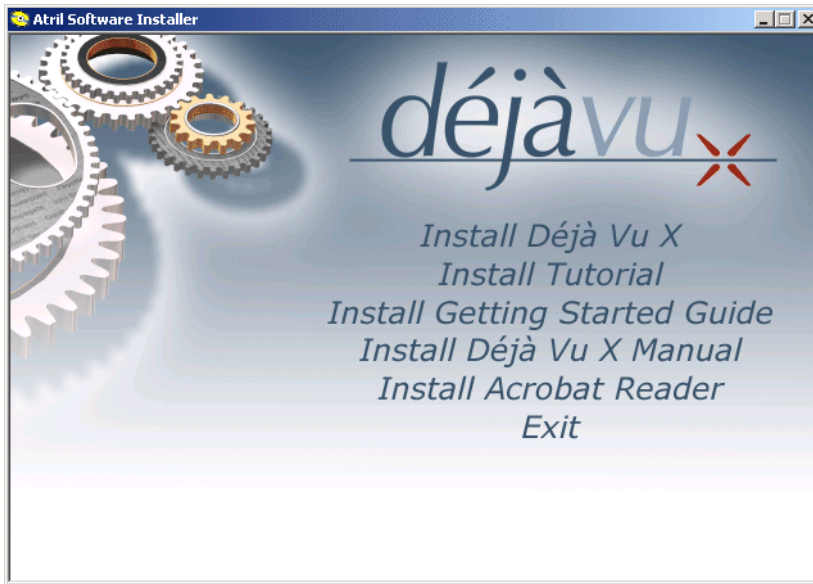 Atril Software Installer
déjàvu x
Install Déjà Vu X
Install Tutorial
Install Getting Started Guide
Install Déjà Vu X Manual
Install Acrobat Reader
Exit